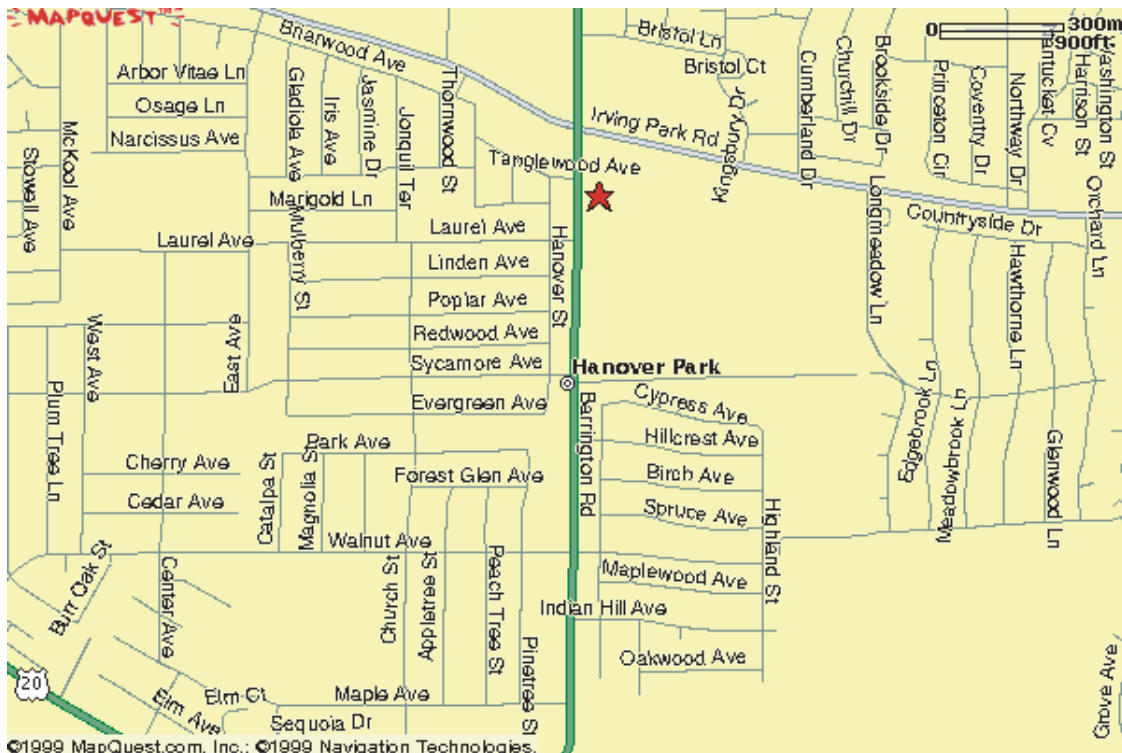 MAPQUEST
TM
0 300m
900ft.
Briarwood Ave
Bristol Ln
Bristol Ct
Arbor Vitae Ln
Osage Ln
Narcissus Ave
Gladiola Ave
Iris Ave
Jasmine Dr
Jonquil Ter
Thornwood St
Irving Park Rd
Kingsbury Dr
Cumberland Dr
Churchill Dr
Brookside Dr
Princeton Cir
Coventry Dr
Northway Dr
Harrison St
McKool Ave
Stowell Ave
Tanglewood Ave
Marigold Ln
Mulberry St
Laurel Ave
Laurel Ave
Hanover St
Linden Ave
Poplar Ave
Redwood Ave
Sycamore Ave
Evergreen Ave
Longmeadow Ln
Countryside Dr
Orchard Ln
Hawthorne Ln
West Ave
East Ave
Plum Tree Ln
Hanover Park
Barrington Rd
Cypress Ave
Hillcrest Ave
Birch Ave
Spruce Ave
Highland St
Edgebrook Ln
Meadowbrook Ln
Glenwood Ln
Park Ave
Cherry Ave
Cedar Ave
Catalpa St
Magnolia St
Forest Glen Ave
Walnut Ave
Burr Oak St
Center Ave
Church St
Appletree St
Peach Tree St
Pinetree St
Maplewood Ave
Indian Hill Ave
Oakwood Ave
Grove Ave
20
Elm Ct
Elm Ave
Maple Ave
Sequoia Dr
©1999 MapQuest.com, Inc.; ©1999 Navigation Technologies.